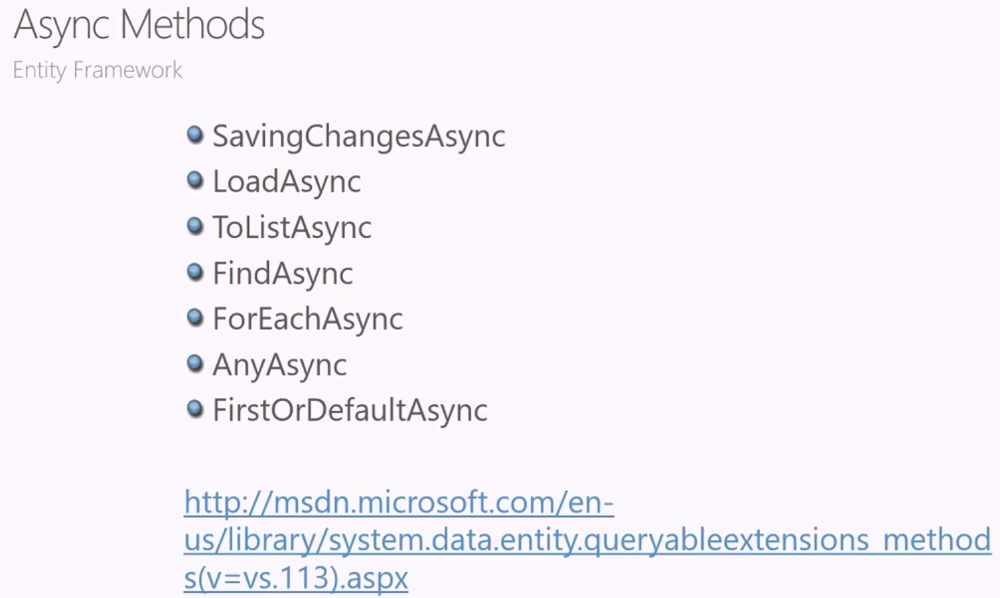 Async Methods
Entity Framework
SavingChangesAsync
LoadAsync
ToListAsync
FindAsync
ForEachAsync
AnyAsync
FirstOrDefaultAsync
http://msdn.microsoft.com/en-
us/library/system.data.entity.queryableextensions_method
s(v=vs.113).aspx